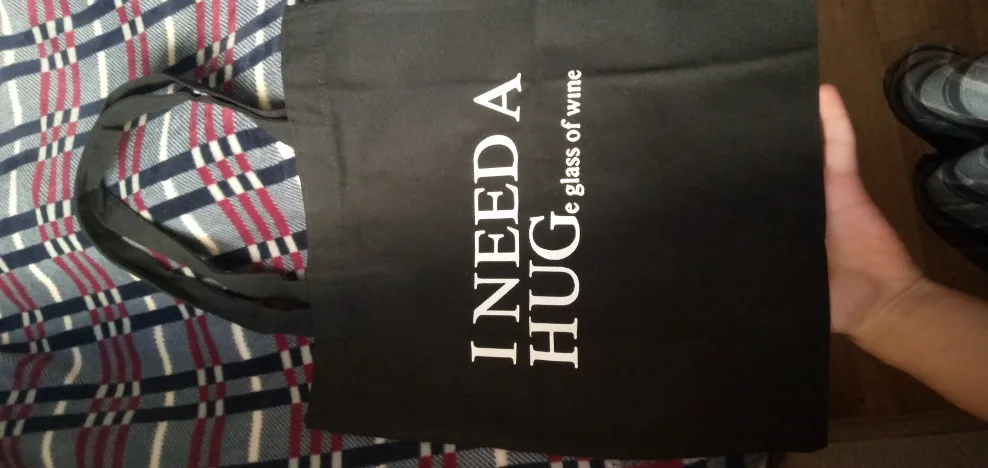 I NEED A
HUGe glass of wine